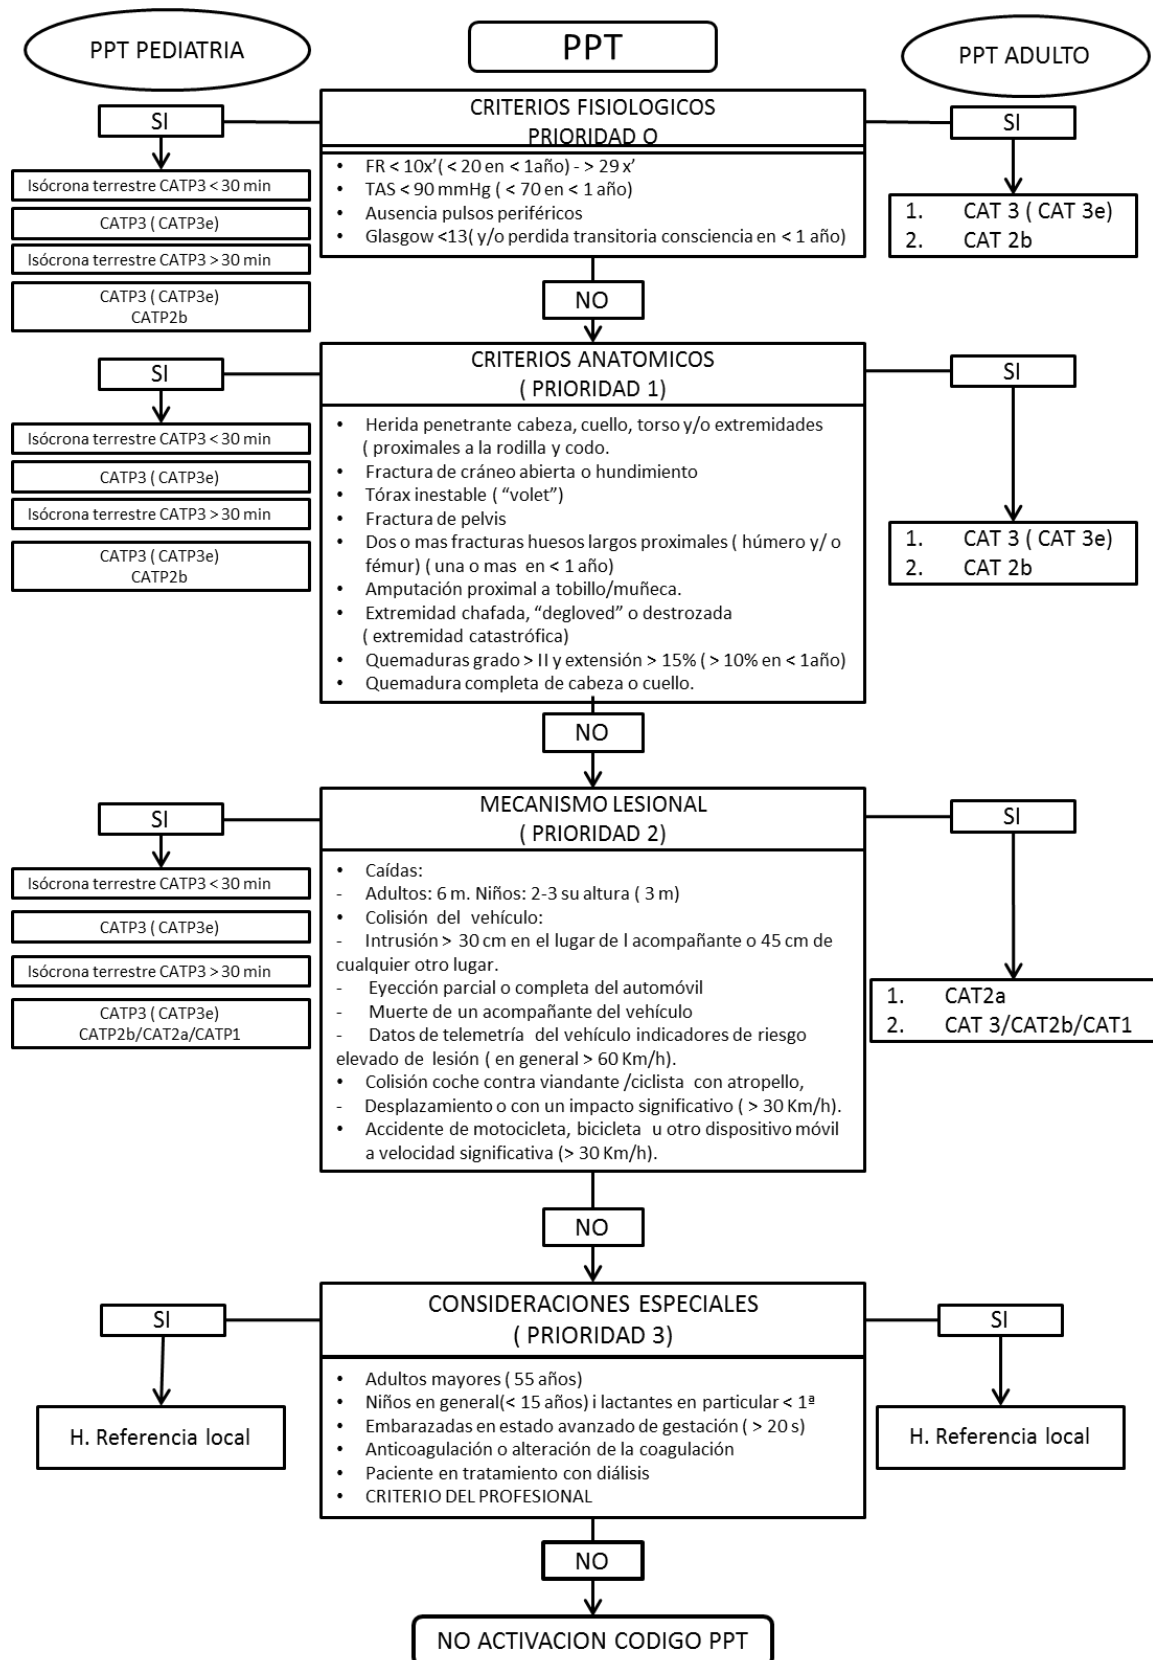 PPT PEDIATRIA
PPT
PPT ADULTO
SI
CRITERIOS FISIOLOGICOS
PRIORIDAD O
SI
Isócrona terrestre CATP3 < 30 min
CATP3 ( CATP3e)
Isócrona terrestre CATP3 > 30 min
CATP3 ( CATP3e)
CATP2b
• FR < 10x’( < 20 en < 1año) - > 29 x’
• TAS < 90 mmHg ( < 70 en < 1 año)
• Ausencia pulsos periféricos
• Glasgow <13( y/o perdida transitoria consciencia en < 1 año)
1. CAT 3 ( CAT 3e)
2. CAT 2b
NO
SI
CRITERIOS ANATOMICOS
( PRIORIDAD 1)
SI
Isócrona terrestre CATP3 < 30 min
CATP3 ( CATP3e)
Isócrona terrestre CATP3 > 30 min
CATP3 ( CATP3e)
CATP2b
• Herida penetrante cabeza, cuello, torso y/o extremidades
( proximales a la rodilla y codo.
• Fractura de cráneo abierta o hundimiento
• Tórax inestable ( “volet”)
• Fractura de pelvis
• Dos o mas fracturas huesos largos proximales ( húmero y/ o
fémur) ( una o mas en < 1 año)
• Amputación proximal a tobillo/muñeca.
• Extremidad chafada, “degloved” o destrozada
( extremidad catastrófica)
• Quemaduras grado > II y extensión > 15% ( > 10% en < 1año)
• Quemadura completa de cabeza o cuello.
1. CAT 3 ( CAT 3e)
2. CAT 2b
NO
SI
MECANISMO LESIONAL
( PRIORIDAD 2)
SI
Isócrona terrestre CATP3 < 30 min
CATP3 ( CATP3e)
Isócrona terrestre CATP3 > 30 min
CATP3 ( CATP3e)
CATP2b/CAT2a/CATP1
• Caídas:
- Adultos: 6 m. Niños: 2-3 su altura ( 3 m)
• Colisión del vehículo:
- Intrusión > 30 cm en el lugar de l acompañante o 45 cm de
cualquier otro lugar.
- Eyección parcial o completa del automóvil
- Muerte de un acompañante del vehículo
- Datos de telemetría del vehículo indicadores de riesgo
elevado de lesión ( en general > 60 Km/h).
• Colisión coche contra viandante /ciclista con atropello,
- Desplazamiento o con un impacto significativo ( > 30 Km/h).
• Accidente de motocicleta, bicicleta u otro dispositivo móvil
a velocidad significativa (> 30 Km/h).
1. CAT2a
2. CAT 3/CAT2b/CAT1
NO
SI
CONSIDERACIONES ESPECIALES
( PRIORIDAD 3)
SI
H. Referencia local
• Adultos mayores ( 55 años)
• Niños en general(< 15 años) i lactantes en particular < 1ª
• Embarazadas en estado avanzado de gestación ( > 20 s)
• Anticoagulación o alteración de la coagulación
• Paciente en tratamiento con diálisis
• CRITERIO DEL PROFESIONAL
H. Referencia local
NO
NO ACTIVACION CODIGO PPT